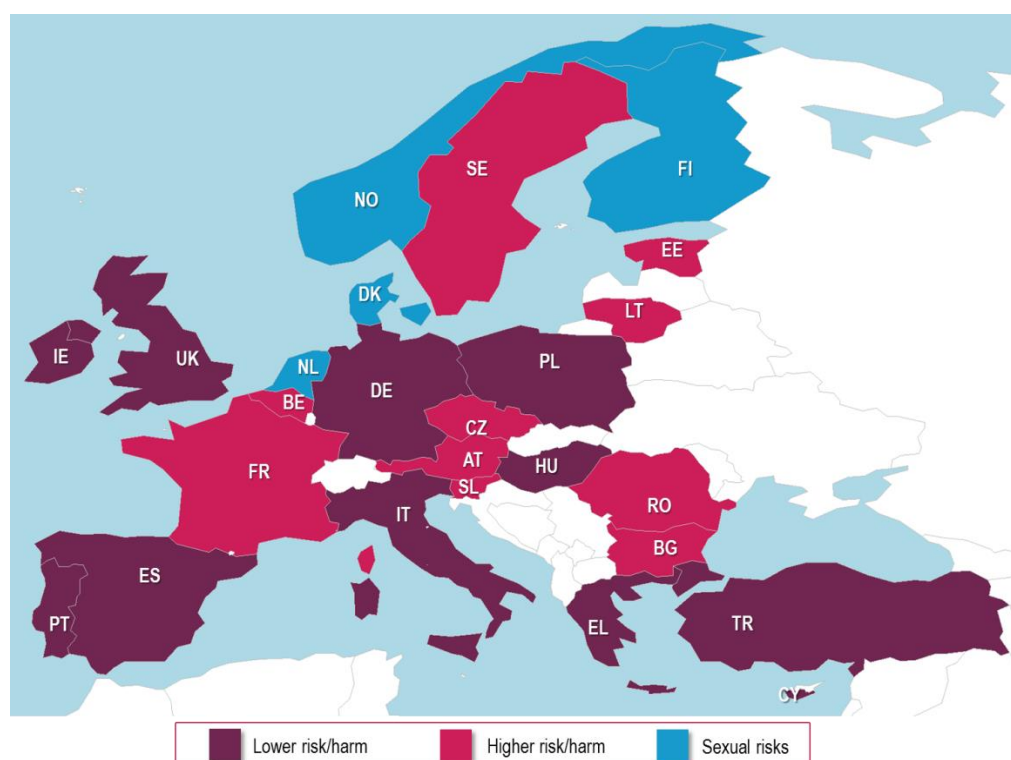 SE
FI
NO
EE
DK
LT
IE
UK
NL
PL
DE
BE
CZ
FR
AT
HU
SL
RO
IT
BG
ES
PT
EL
TR
CY
Lower risk/harm
Higher risk/harm
Sexual risks